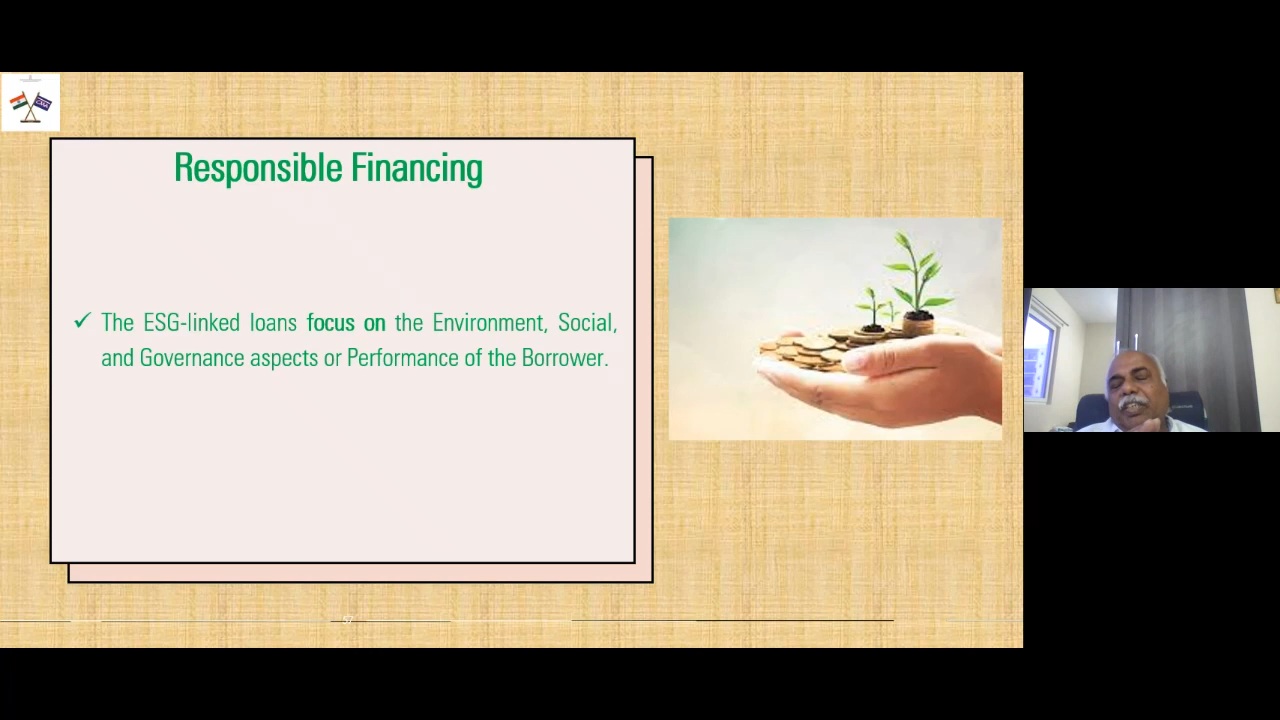 Responsible Financing
✓ The ESG-linked loans focus on the Environment, Social,
and Governance aspects or Performance of the Borrower.
57